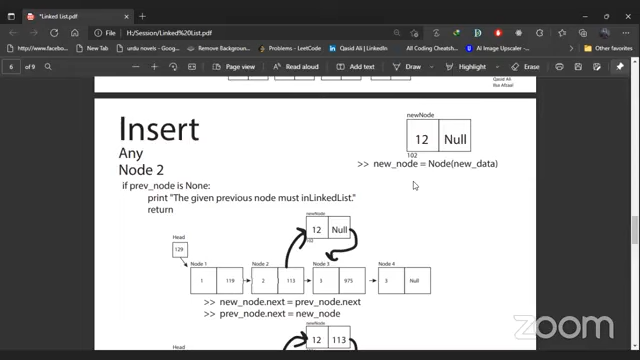 *Linked List.pdf
File
H:/Session/Linked%20List.pdf
www.faceboo...
New Tab
urdu novels
Remove Background...
Problems - LeetCode
Qasid Ali | LinkedIn
All Coding Cheatsh...
AI Image Upscaler,...
Other favorites
6 of 9
Page view
Read aloud
Add text
Draw
Highlight
Erase
Qasid Ali
Insert
Any
Node 2
newNode
12 Null
102
>> new_node = Node(new_data)
if prev_node is None:
print "The given previous node must inLinkedList."
return
newNode
12 Null
102
Head
129
Node 1 Node 2 Node 3 Node 4
1 119 2 113 3 975 3 Null
>> new_node.next = prev_node.next
>> prev_node.next = new_node
newNode
12 113
Head
zoom